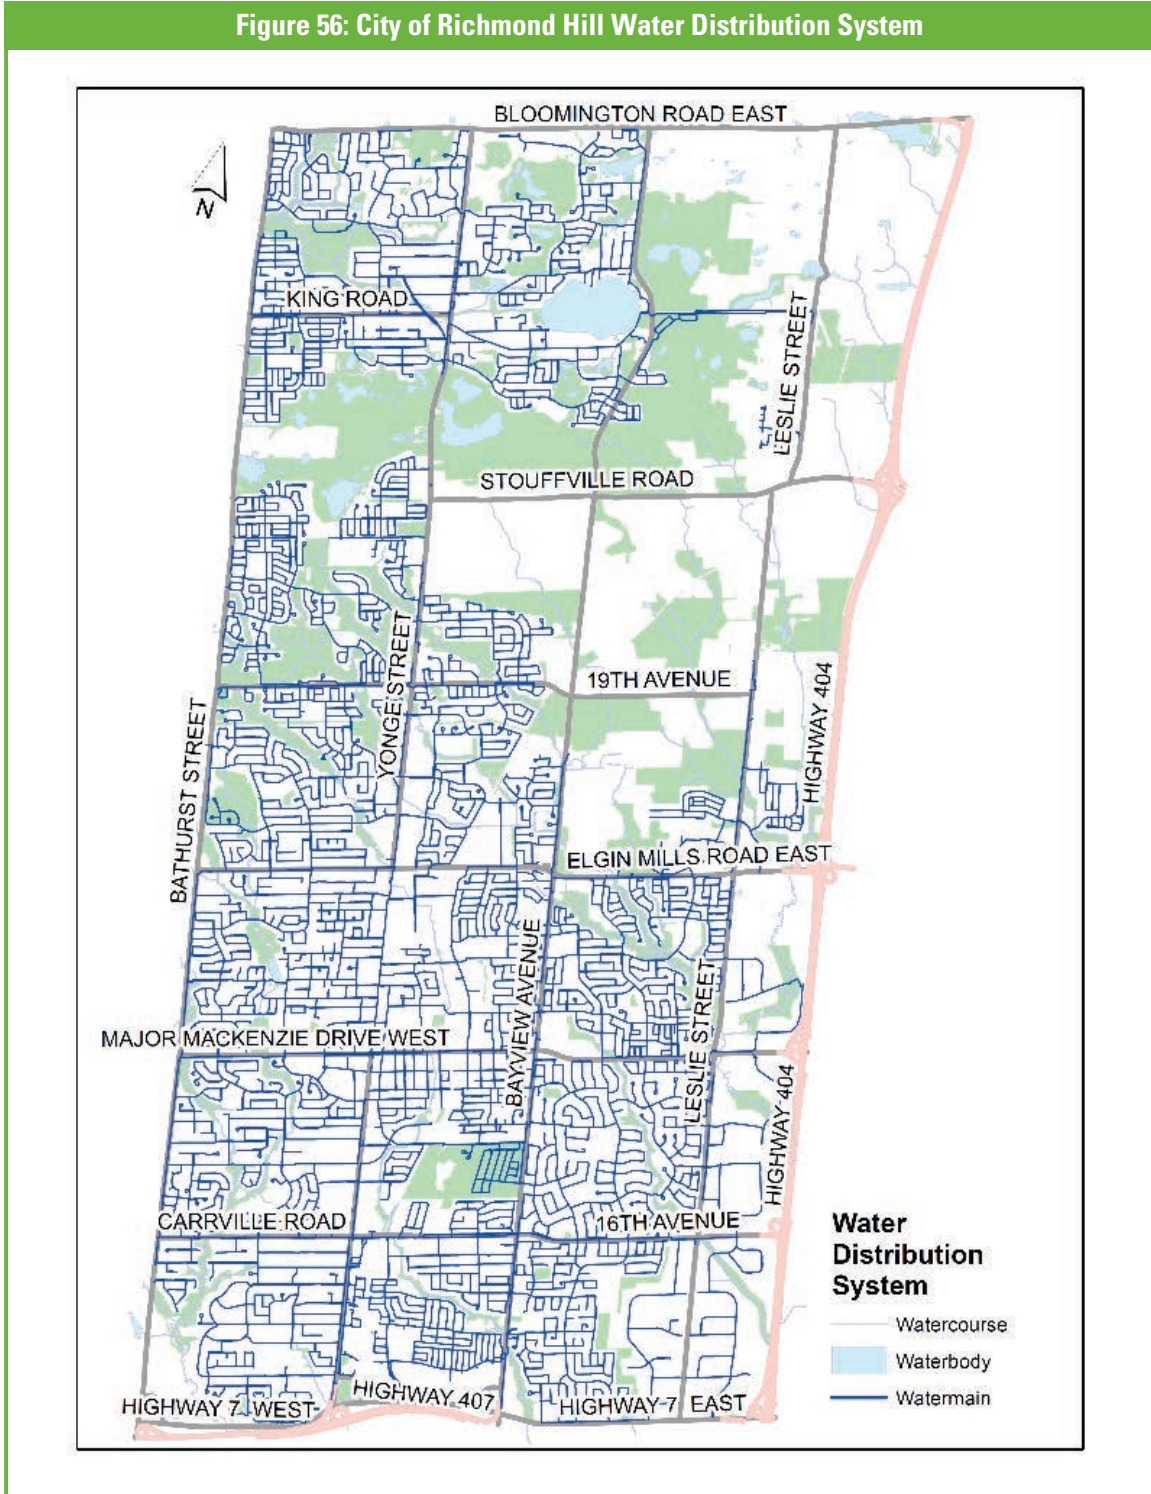 Figure 56: City of Richmond Hill Water Distribution System
BLOOMINGTON ROAD EAST
N
KING ROAD
LESLIE STREET
STOUFFVILLE ROAD
YONGE STREET
19TH AVENUE
HIGHWAY 404
BATHURST STREET
ELGIN MILLS ROAD EAST
BAYVIEW AVENUE
LESLIE STREET
MAJOR MACKENZIE DRIVE WEST
HIGHWAY 404
CARRVILLE ROAD
16TH AVENUE
Water
Distribution
System
Watercourse
Waterbody
Watermain
HIGHWAY 7 WEST
HIGHWAY 407
HIGHWAY 7 EAST